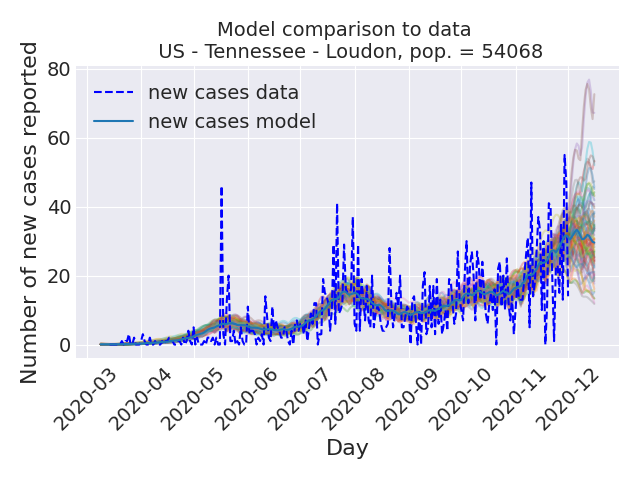 Model comparison to data
US - Tennessee - Loudon, pop. = 54068
Number of new cases reported
80
60
40
20
0
new cases data
new cases model
2020-03
2020-04
2020-05
2020-06
2020-07
2020-08
2020-09
2020-10
2020-11
2020-12
Day